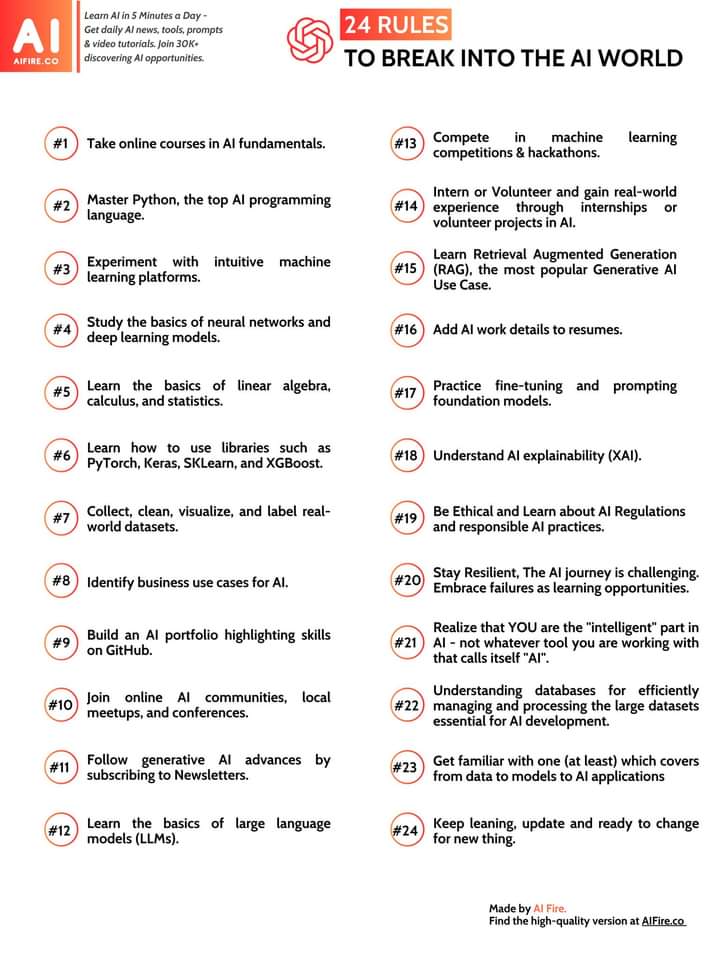 AI
AIFIRE.CO
Learn AI in 5 Minutes a Day -
Get daily AI news, tools, prompts
& video tutorials. Join 30K+
discovering AI opportunities.
24 RULES
TO BREAK INTO THE AI WORLD
#1
Take online courses in AI fundamentals.
#2
Master Python, the top AI programming
language.
#3
Experiment with intuitive machine
learning platforms.
#4
Study the basics of neural networks and
deep learning models.
#5
Learn the basics of linear algebra,
calculus, and statistics.
#6
Learn how to use libraries such as
PyTorch, Keras, SKLearn, and XGBoost.
#7
Collect, clean, visualize, and label real-
world datasets.
#8
Identify business use cases for AI.
#9
Build an AI portfolio highlighting skills
on GitHub.
#10
Join online AI communities, local
meetups, and conferences.
#11
Follow generative AI advances by
subscribing to Newsletters.
#12
Learn the basics of large language
models (LLMs).
#13
Compete in machine learning
competitions & hackathons.
#14
Intern or Volunteer and gain real-world
experience through internships or
volunteer projects in AI.
#15
Learn Retrieval Augmented Generation
(RAG), the most popular Generative AI
Use Case.
#16
Add AI work details to resumes.
#17
Practice fine-tuning and prompting
foundation models.
#18
Understand AI explainability (XAI).
#19
Be Ethical and Learn about AI Regulations
and responsible AI practices.
#20
Stay Resilient, The AI journey is challenging.
Embrace failures as learning opportunities.
#21
Realize that YOU are the "intelligent" part in
AI - not whatever tool you are working with
that calls itself "AI".
#22
Understanding databases for efficiently
managing and processing the large datasets
essential for AI development.
#23
Get familiar with one (at least) which covers
from data to models to AI applications
#24
Keep leaning, update and ready to change
for new thing.
Made by AI Fire.
Find the high-quality version at AIFire.co